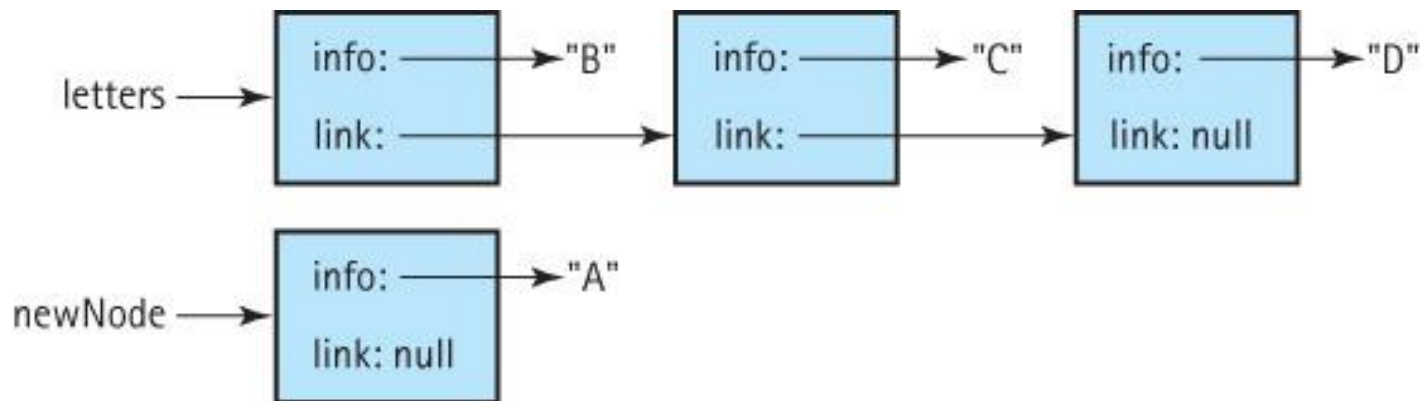 info: "B" info: "C" info: "D"
letters
link: link: link: null
info: "A"
newNode
link: null